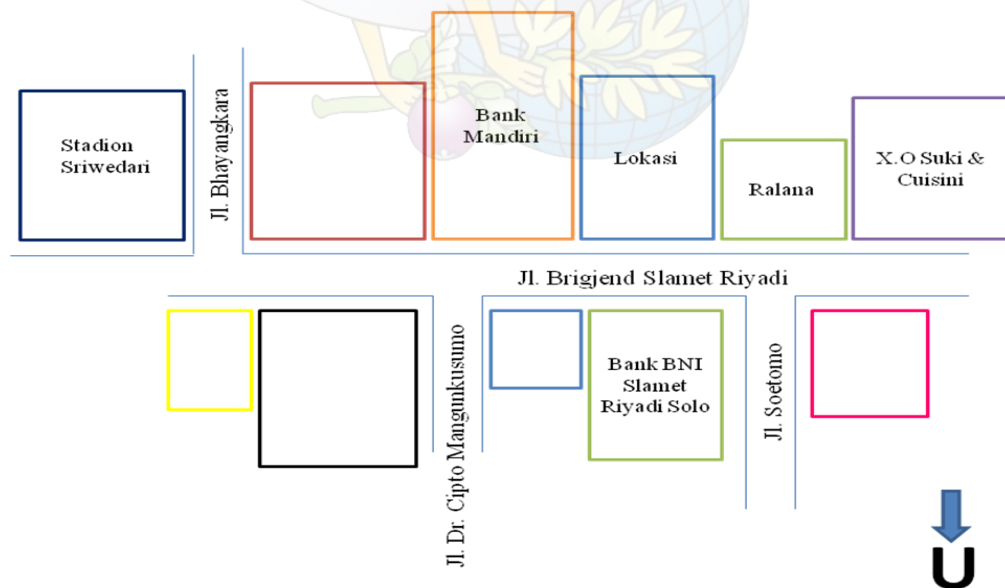 Stadion
Sriwedari
Jl. Bhayangkara
Bank
Mandiri
Lokasi
Ralana
X.O Suki &
Cuisini
Jl. Brigjend Slamet Riyadi
Jl. Dr. Cipto Mangunkusumo
Bank BNI
Slamet
Riyadi Solo
Jl. Soetomo
U